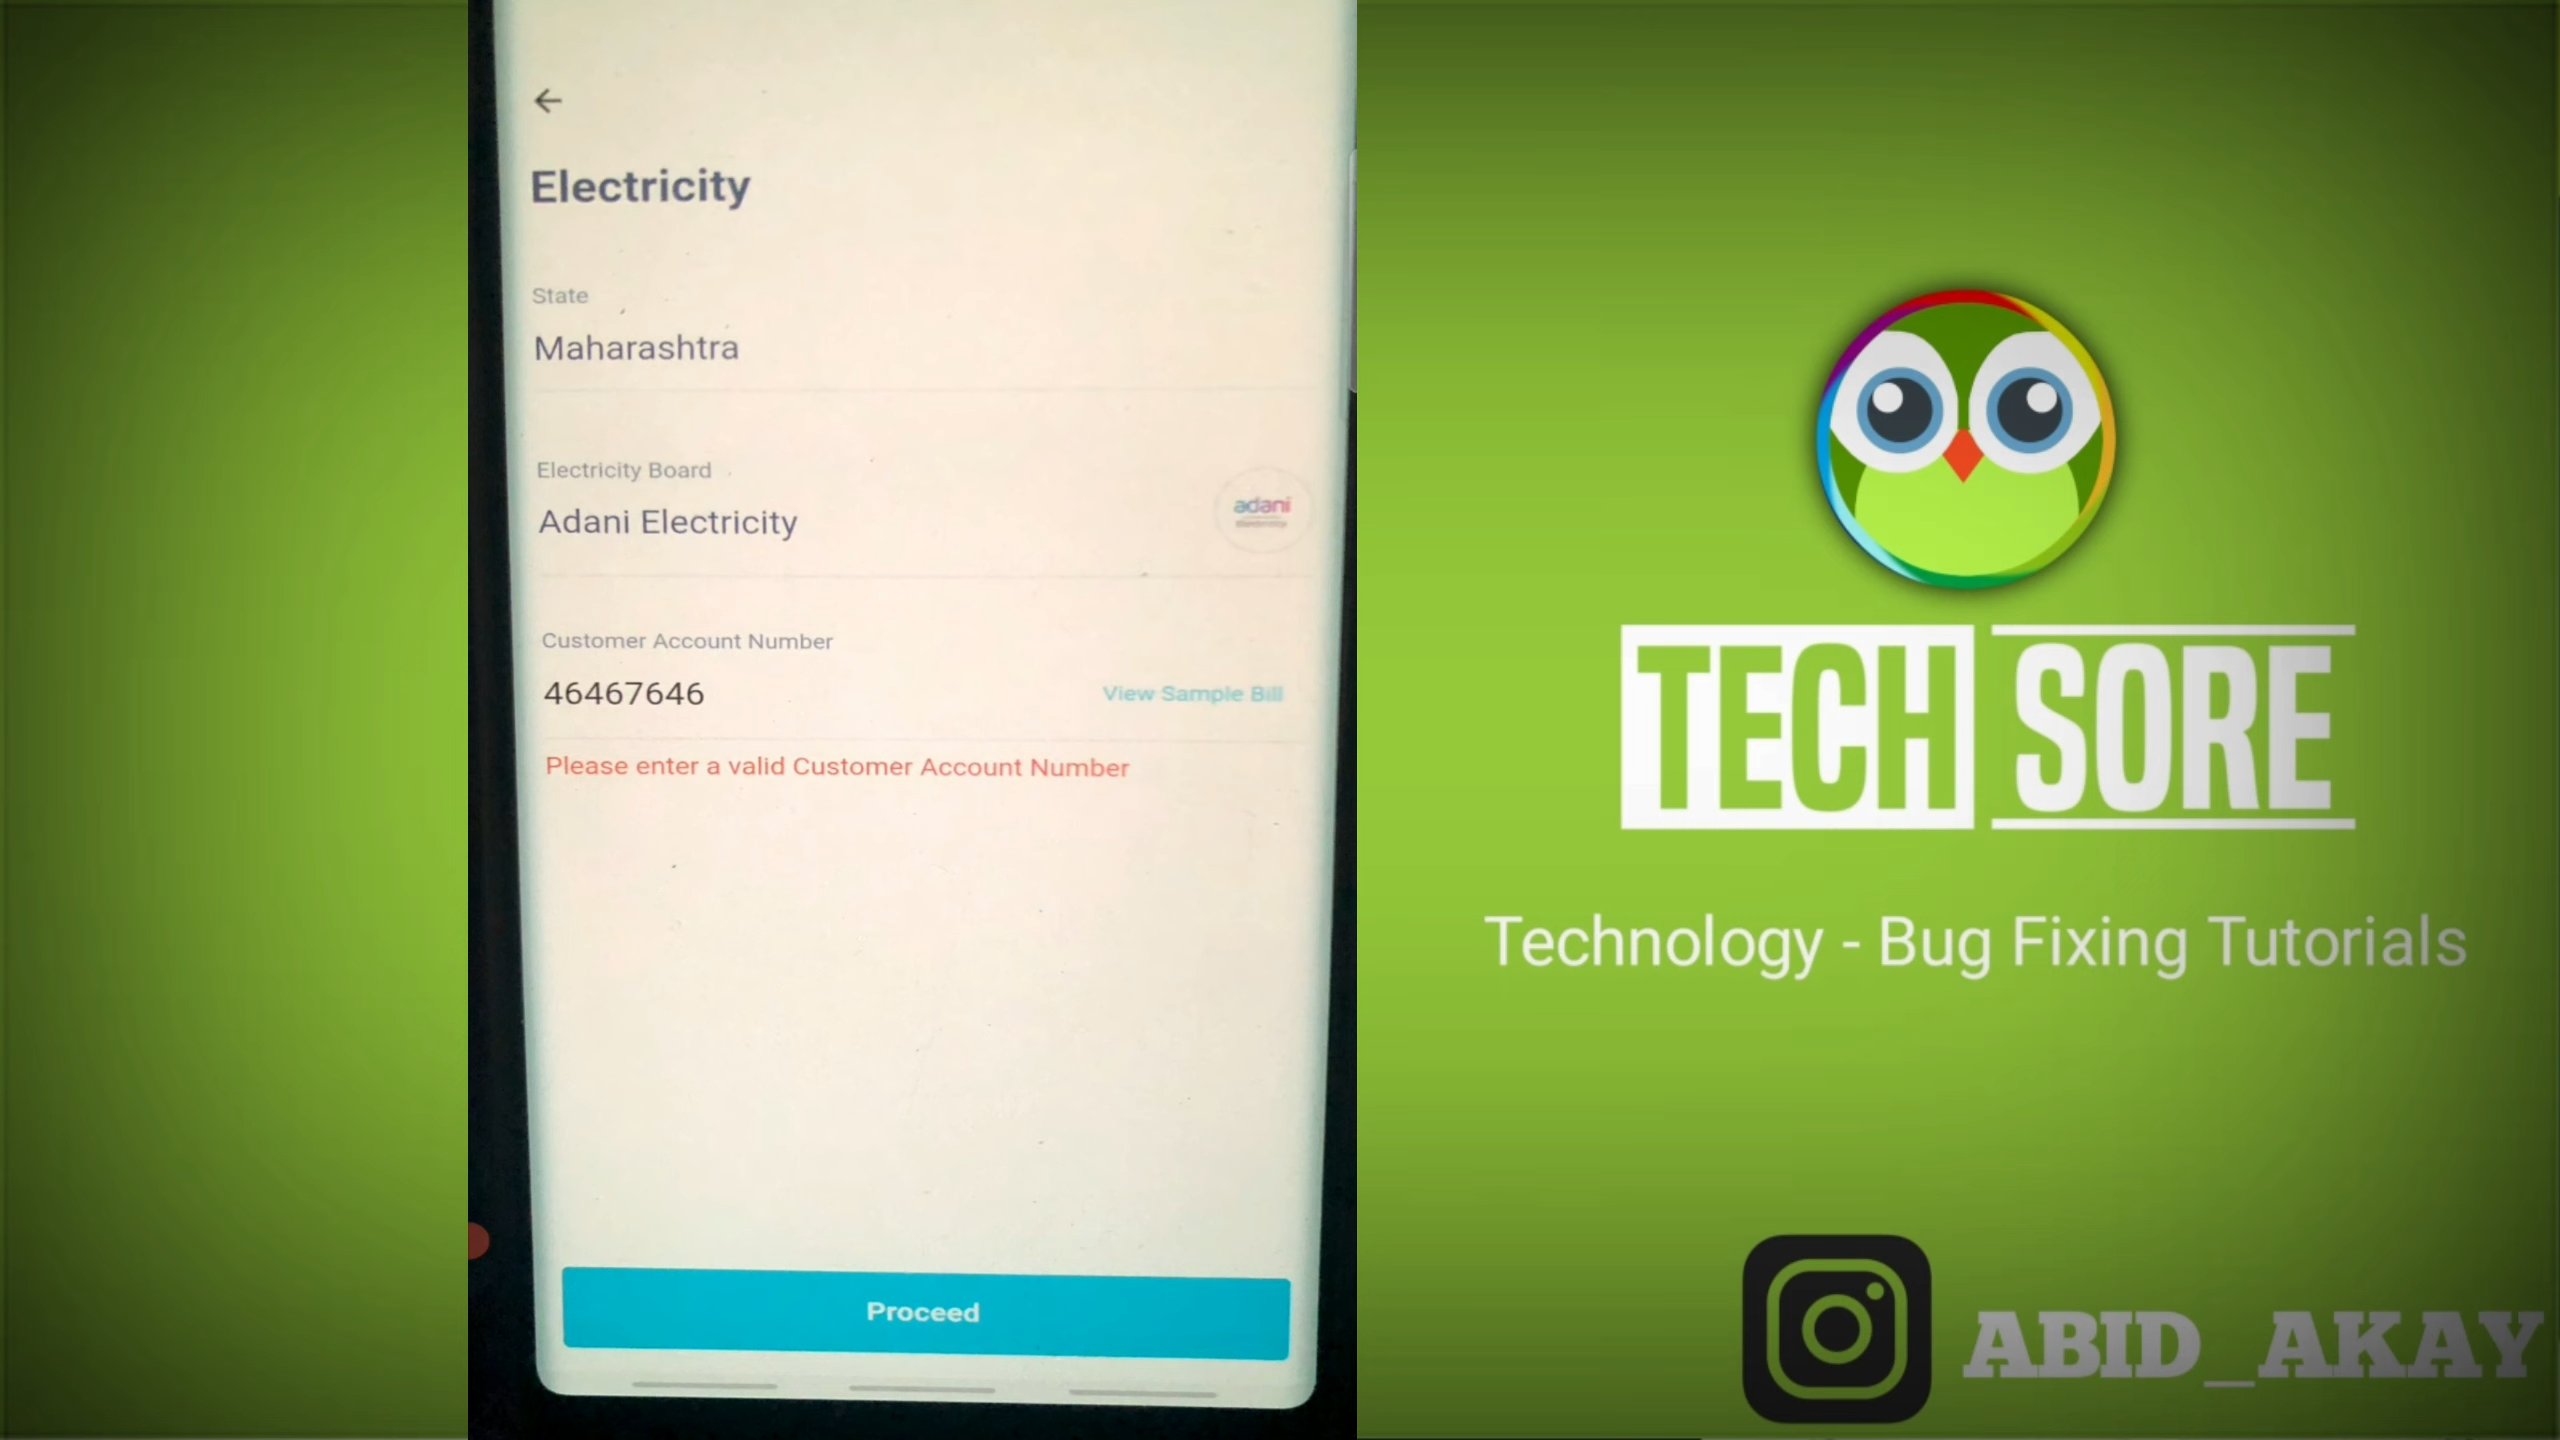 Electricity
State
Maharashtra
Electricity Board
Adani Electricity
adani
Customer Account Number
46467646
View Sample Bill
Please enter a valid Customer Account Number
Proceed
TECH SORE
Technology - Bug Fixing Tutorials
ABID_AKAY